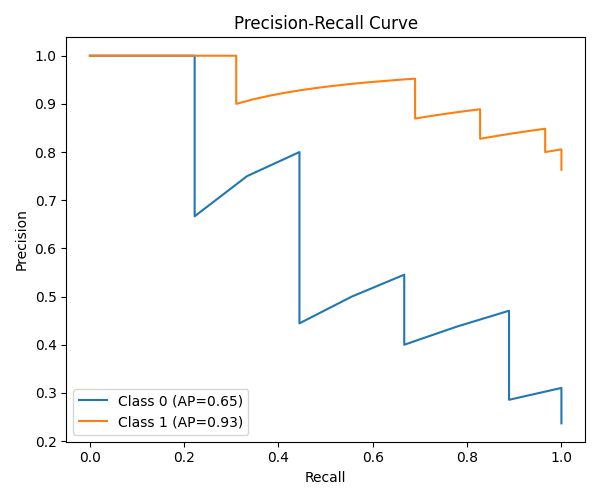 Precision-Recall Curve
1.0
0.9
0.8
0.7
0.6
0.5
0.4
0.3
0.2
Precision
Class 0 (AP=0.65)
Class 1 (AP=0.93)
0.0 0.2 0.4 0.6 0.8 1.0
Recall